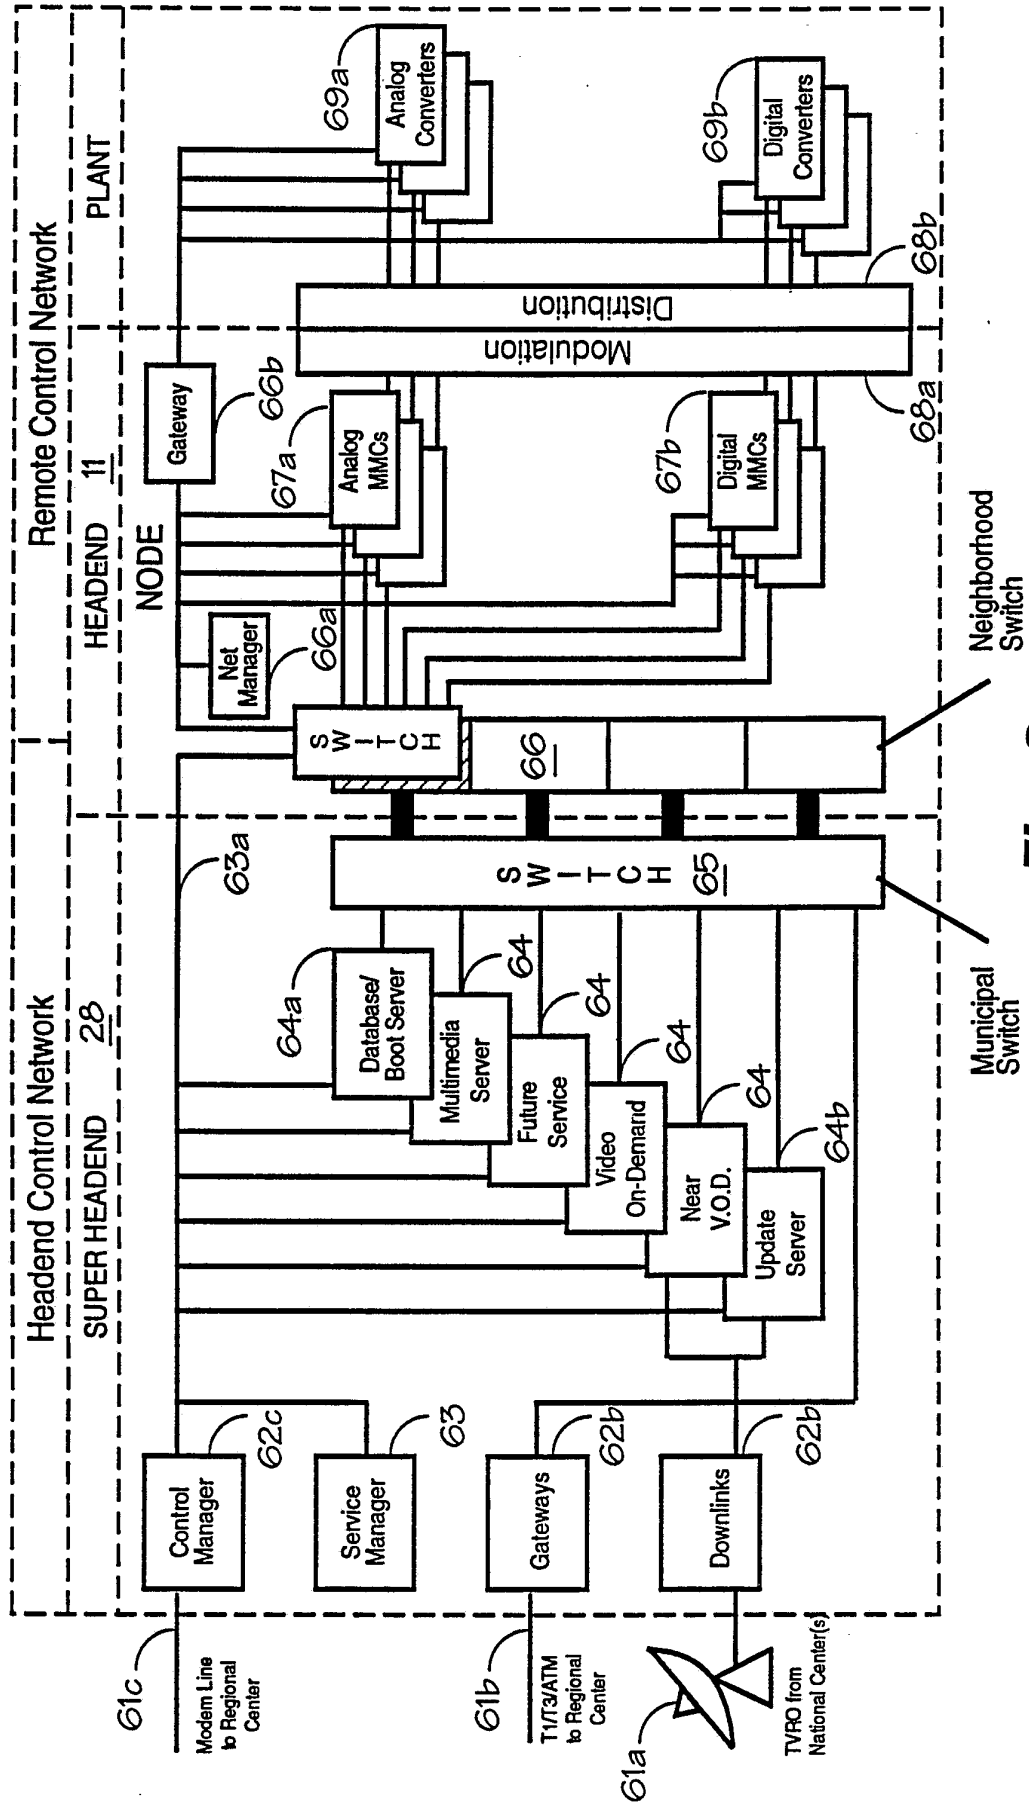 Headend Control Network
Remote Control Network
SUPER HEADEND
28
HEADEND
11
PLANT
NODE
61c
Modem Line
to Regional
Center
Control
Manager
62c
63a
Service
Manager
63
61b
T1/T3/ATM
to Regional
Center
Gateways
62b
61a
TVRO from
National Center(s)
Downlinks
62b
64a
Database/
Boot Server
Multimedia
Server
64
Future
Service
64
Video
On-Demand
64
Near
V.O.D.
64
Update
Server
64b
SWITCH
65
Municipal
Switch
SWITCH
66
Neighborhood
Switch
Net
Manager
66a
Gateway
66b
67a
Analog
MMCs
67b
Digital
MMCs
Modulation
68a
Distribution
68b
69a
Analog
Converters
69b
Digital
Converters